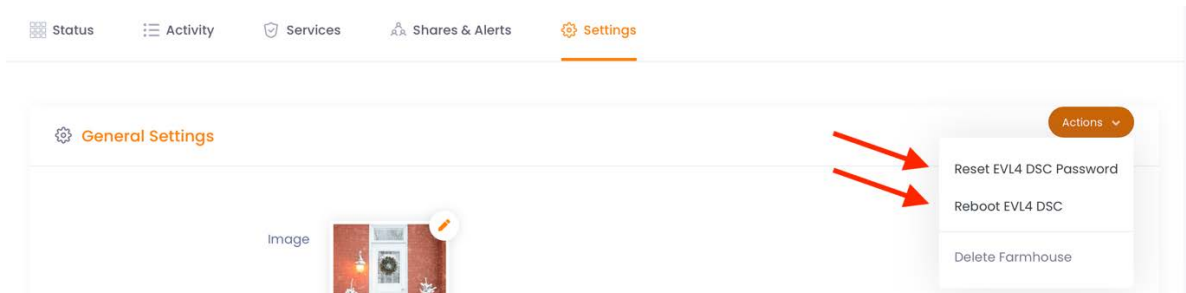 Status Activity Services Shares & Alerts Settings
General Settings
Actions
Reset EVL4 DSC Password
Reboot EVL4 DSC
Image
Delete Farmhouse